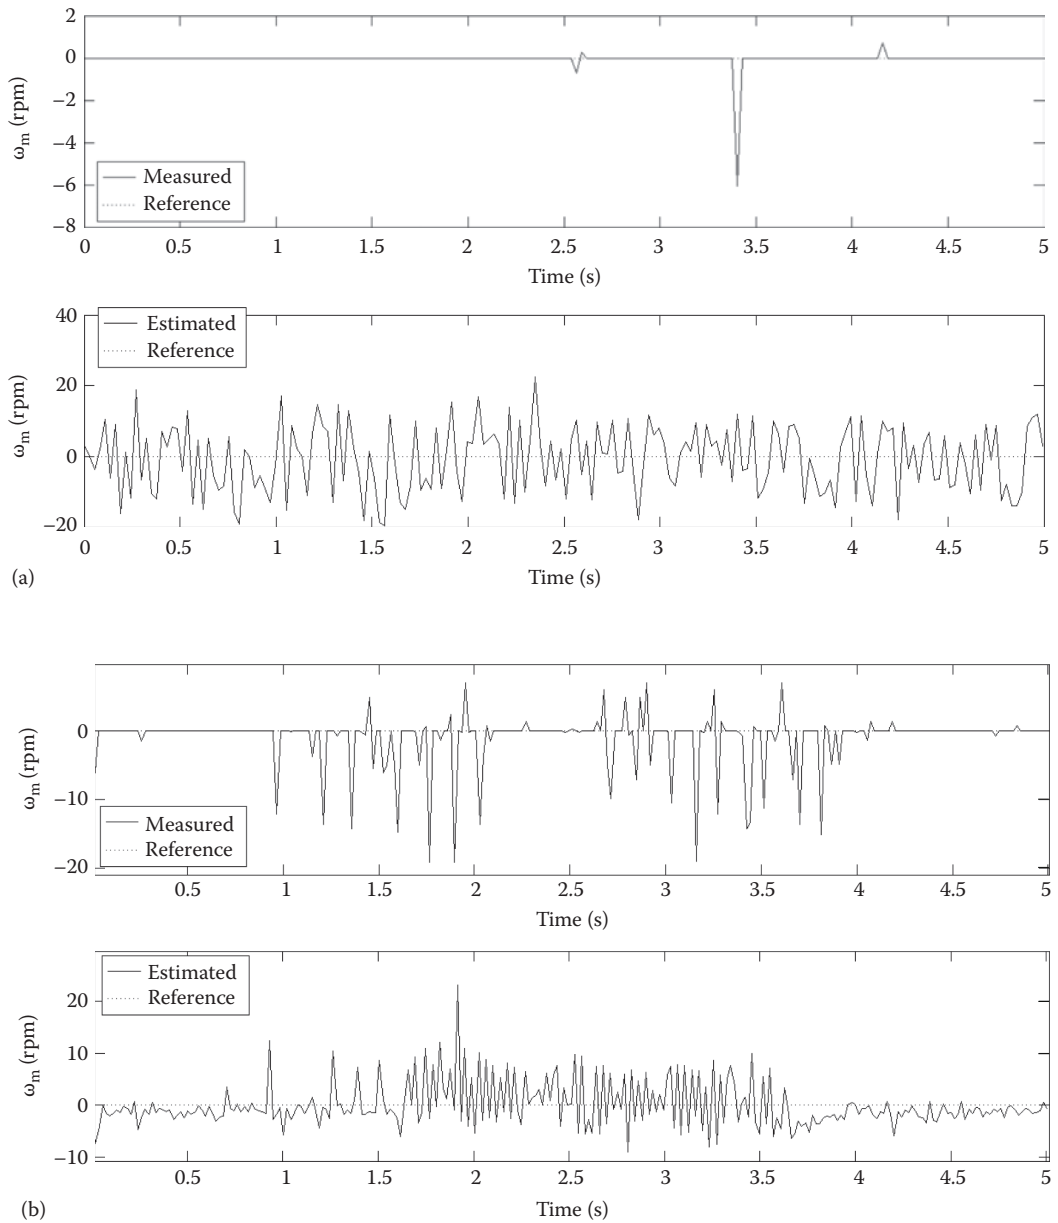 2
0
−2
−4
−6
−8
ωm (rpm)
Measured
Reference
0 0.5 1 1.5 2 2.5 3 3.5 4 4.5 5
Time (s)
40
20
0
−20
ωm (rpm)
Estimated
Reference
0 0.5 1 1.5 2 2.5 3 3.5 4 4.5 5
Time (s)
(a)
0
−10
−20
ωm (rpm)
Measured
Reference
0.5 1 1.5 2 2.5 3 3.5 4 4.5 5
Time (s)
20
10
0
−10
ωm (rpm)
Estimated
Reference
0.5 1 1.5 2 2.5 3 3.5 4 4.5 5
Time (s)
(b)